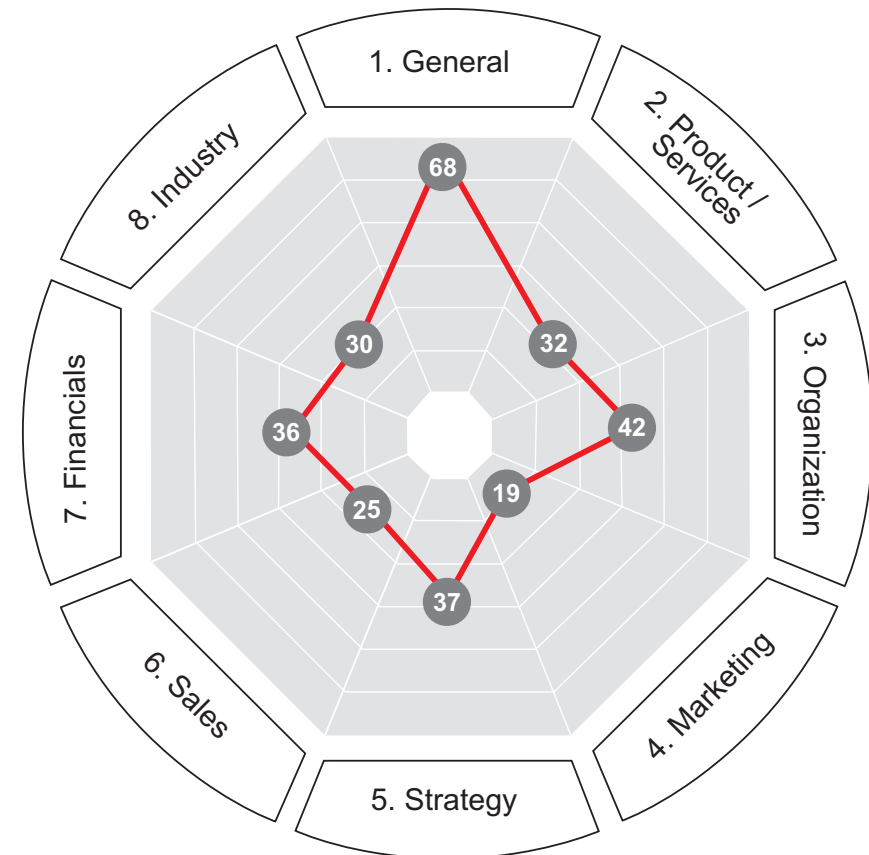 1. General
2. Product /
Services
3. Organization
4. Marketing
5. Strategy
6. Sales
7. Financials
8. Industry
68
32
42
19
37
25
36
30